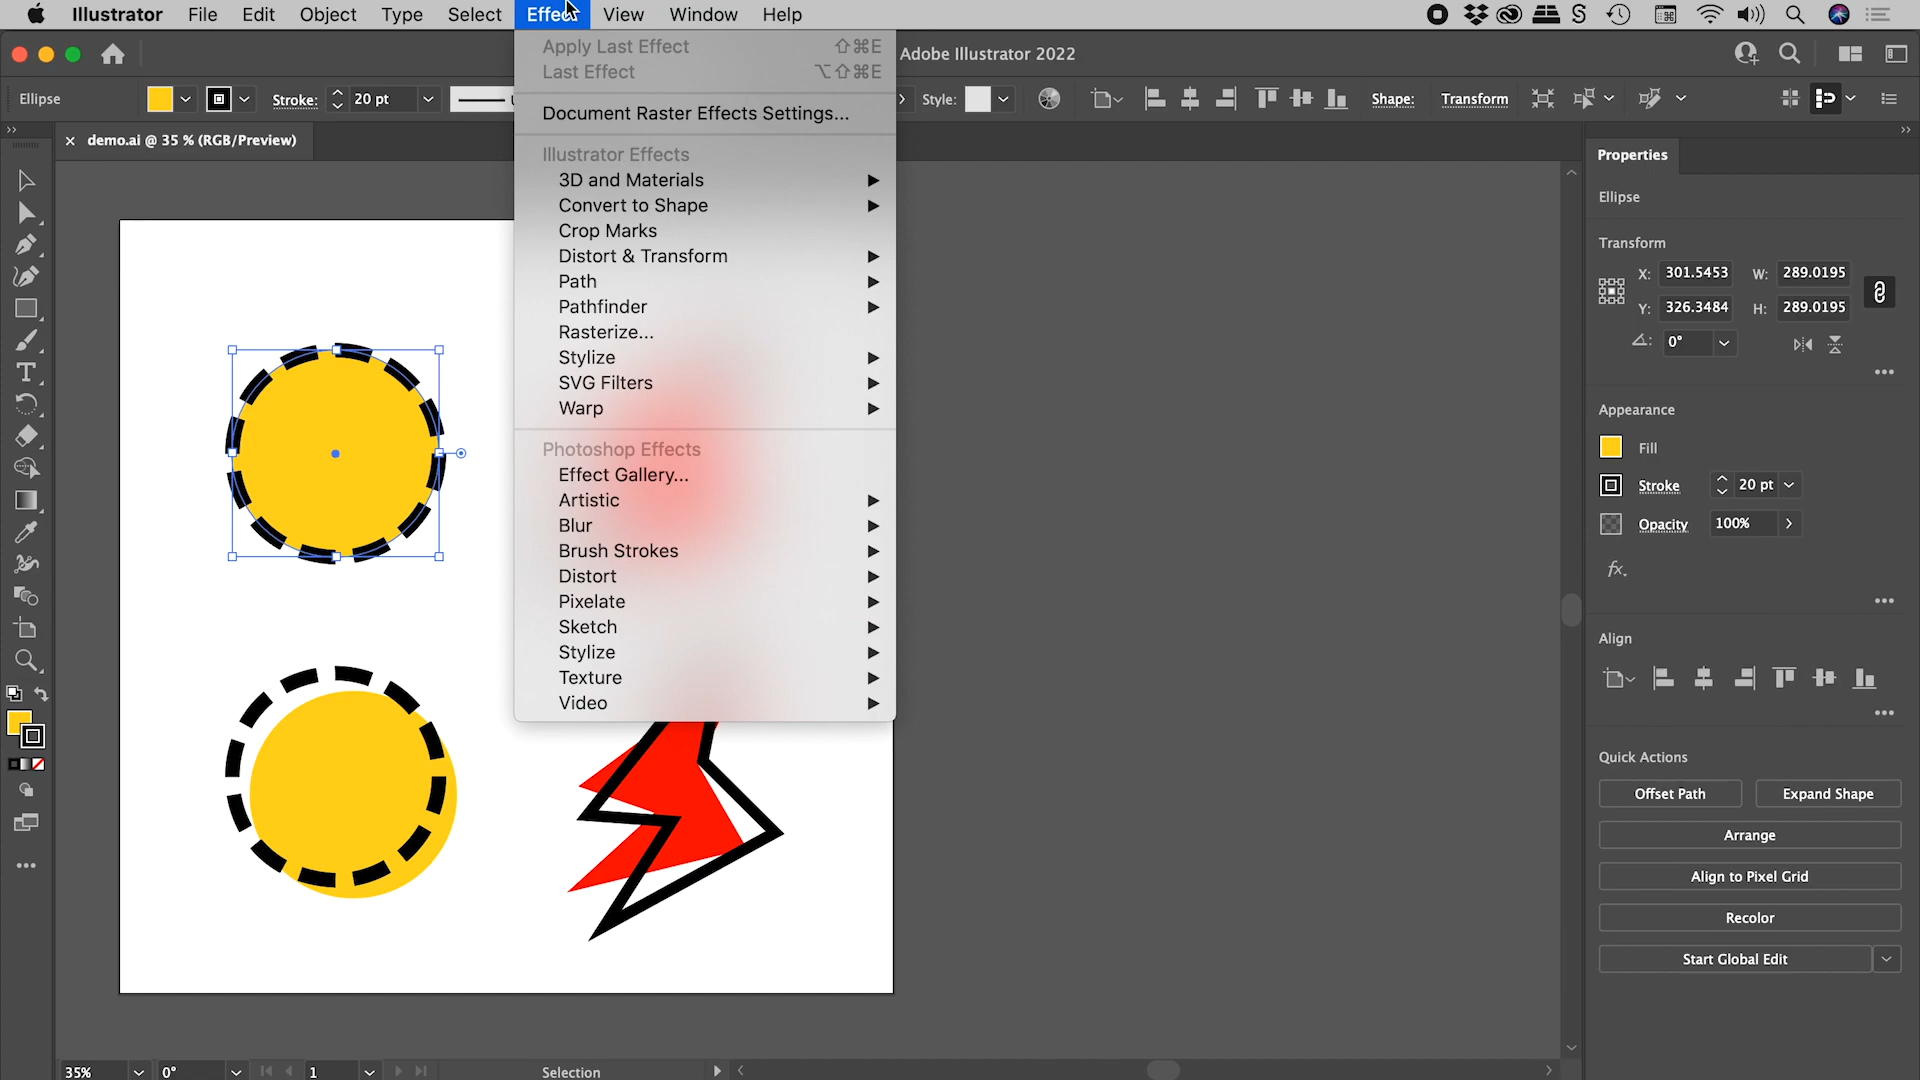 Illustrator File Edit Object Type Select Effect View Window Help
Adobe Illustrator 2022
Ellipse Stroke: 20 pt Style: Shape: Transform
× demo.ai @ 35 % (RGB/Preview)
Apply Last Effect ⇧⌘E
Last Effect ⌥⇧⌘E
Document Raster Effects Settings...
Illustrator Effects
3D and Materials
Convert to Shape
Crop Marks
Distort & Transform
Path
Pathfinder
Rasterize...
Stylize
SVG Filters
Warp
Photoshop Effects
Effect Gallery...
Artistic
Blur
Brush Strokes
Distort
Pixelate
Sketch
Stylize
Texture
Video
Properties
Ellipse
Transform
X: 301.5453 W: 289.0195
Y: 326.3484 H: 289.0195
0°
Appearance
Fill
Stroke 20 pt
Opacity 100%
fx.
Align
Quick Actions
Offset Path Expand Shape
Arrange
Align to Pixel Grid
Recolor
Start Global Edit
35% 0° 1 Selection